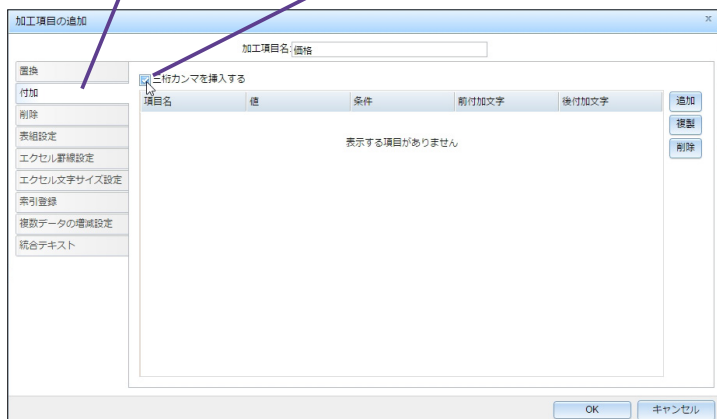 加工項目の追加
x
加工項目名:価格
置換
付加
削除
表組設定
エクセル罫線設定
エクセル文字サイズ設定
索引登録
複数データの増減設定
統合テキスト
三桁カンマを挿入する
項目名 値 条件 前付加文字 後付加文字
表示する項目がありません
追加
複製
削除
OK キャンセル